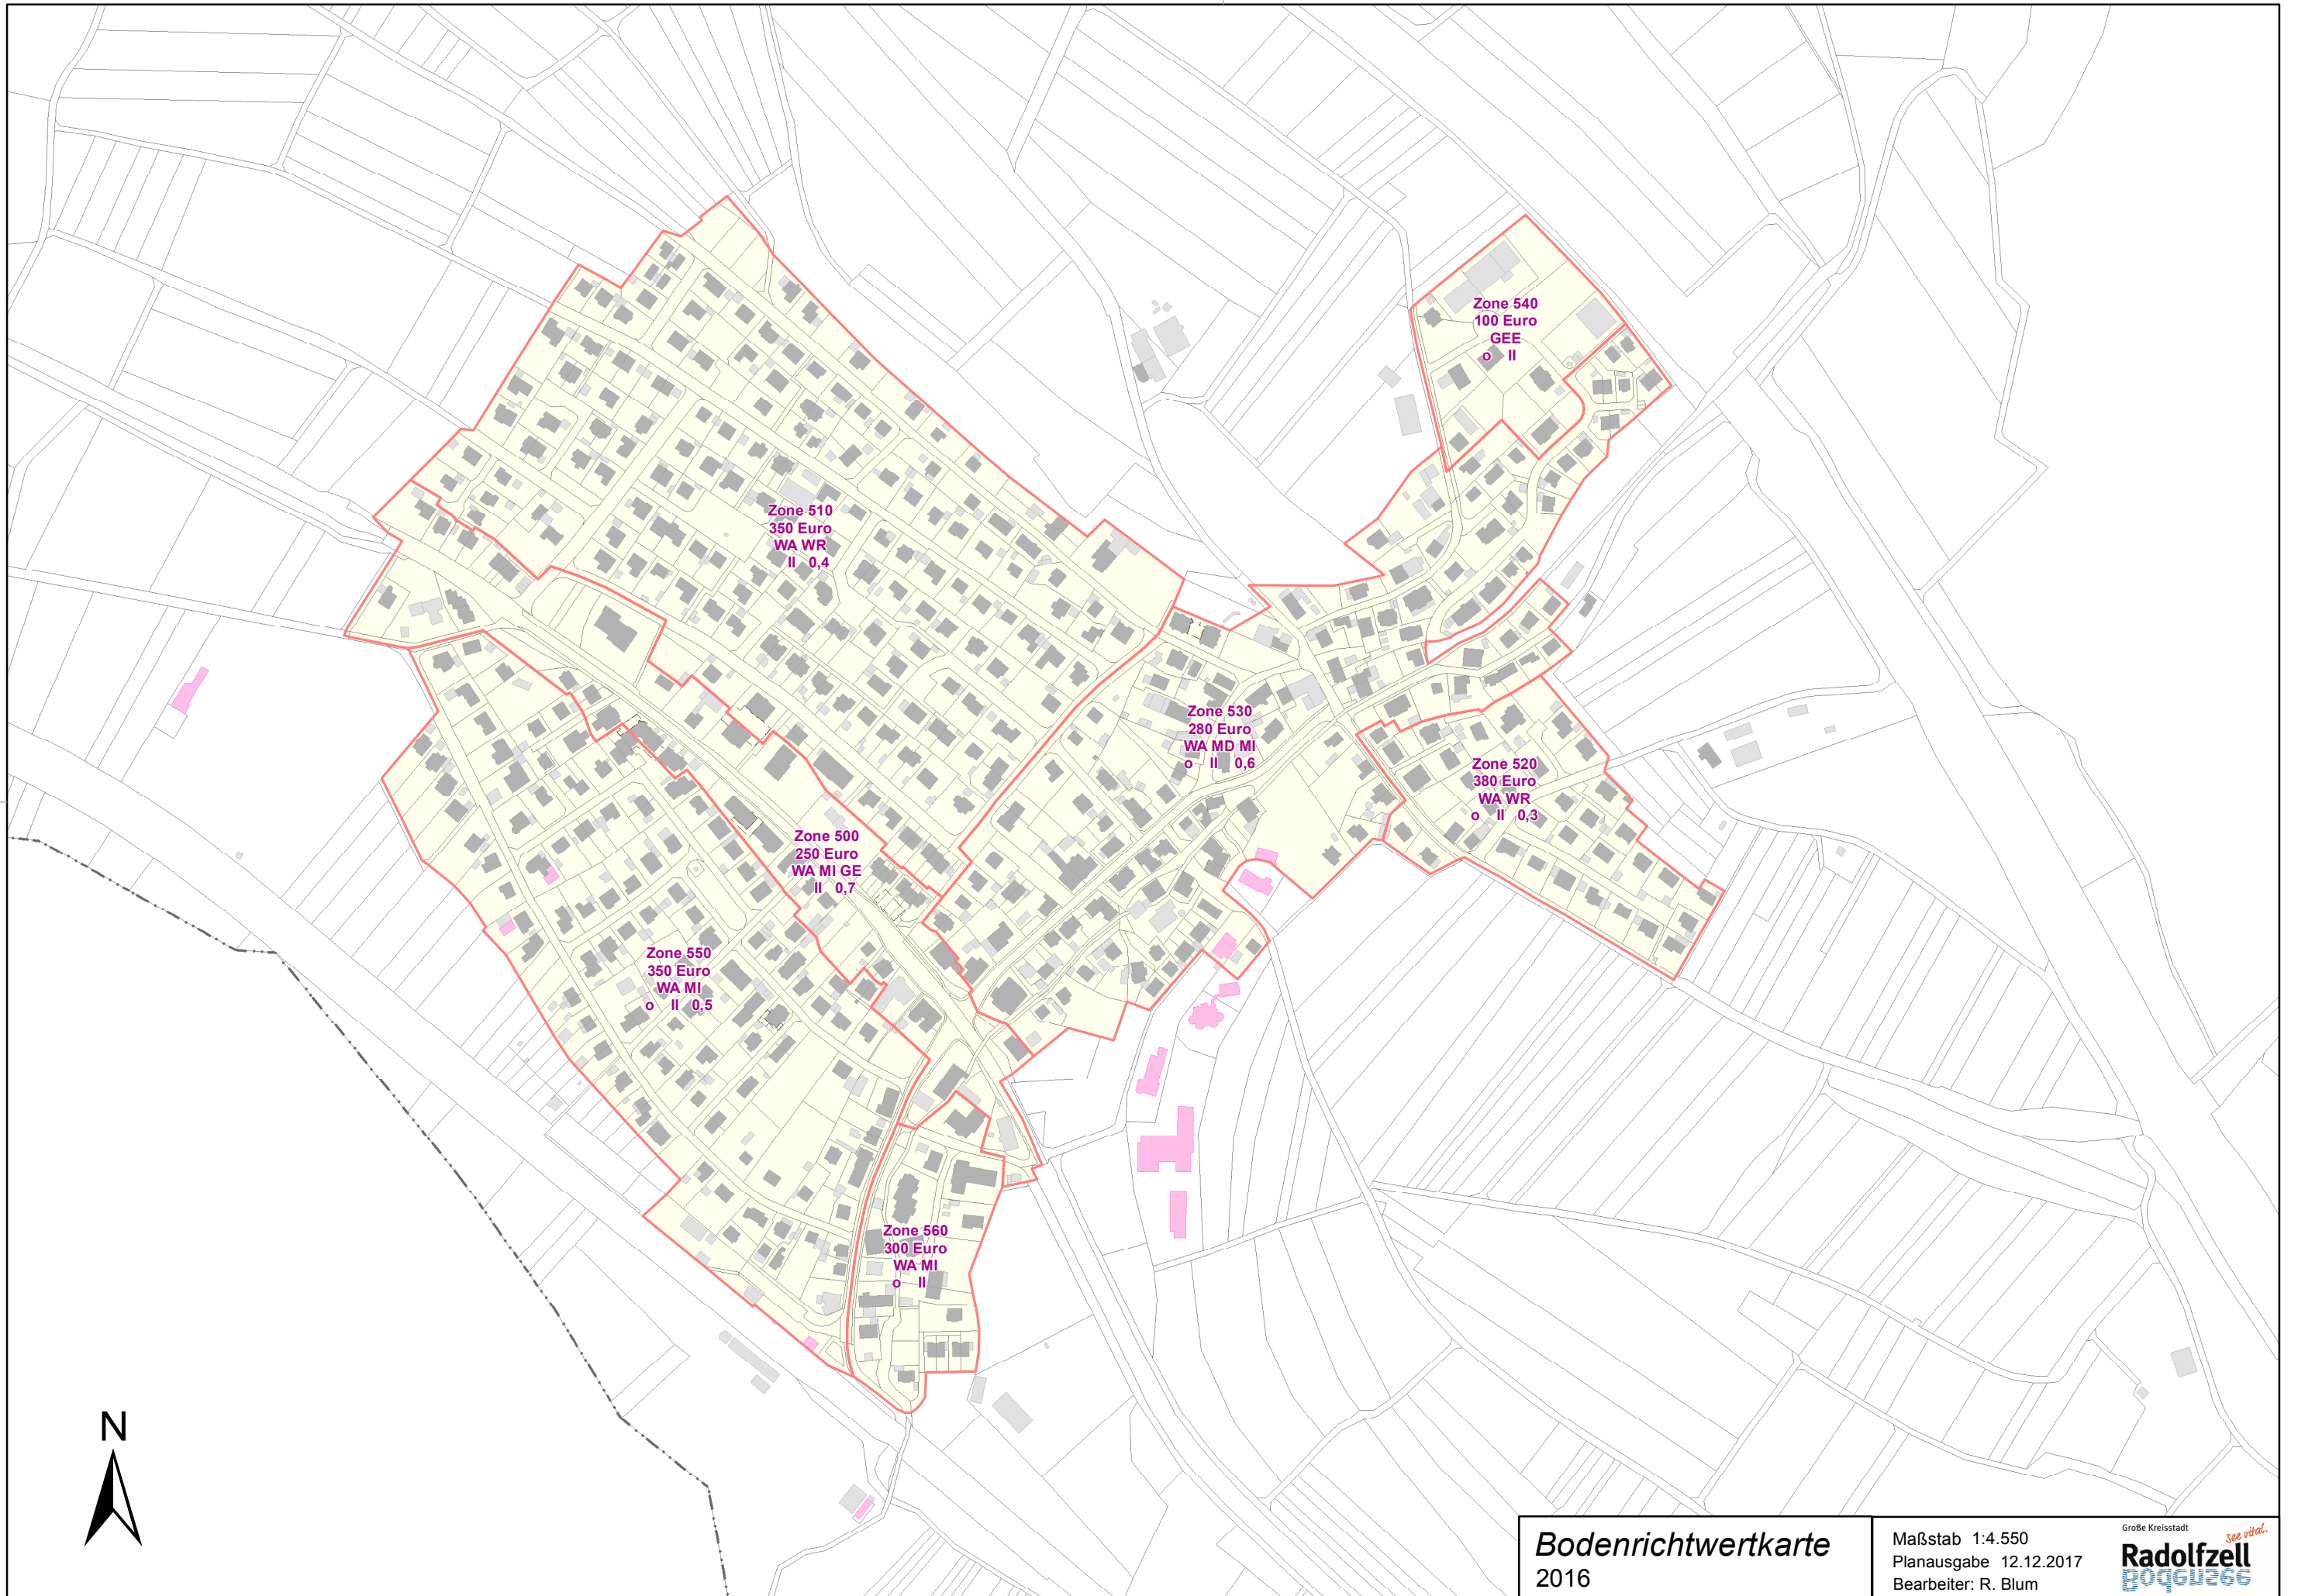 Zone 540
100 Euro
GEE
o II
Zone 510
350 Euro
WA WR
II 0,4
Zone 530
280 Euro
WA MD MI
o II 0,6
Zone 520
380 Euro
WA WR
o II 0,3
Zone 500
250 Euro
WA MI GE
II 0,7
Zone 550
350 Euro
WA MI
o II 0,5
Zone 560
300 Euro
WA MI
o II
N
Bodenrichtwertkarte
2016
Maßstab 1:4.550
Planausgabe 12.12.2017
Bearbeiter: R. Blum
Große Kreisstadt
see vital.
Radolfzell
Bodensee